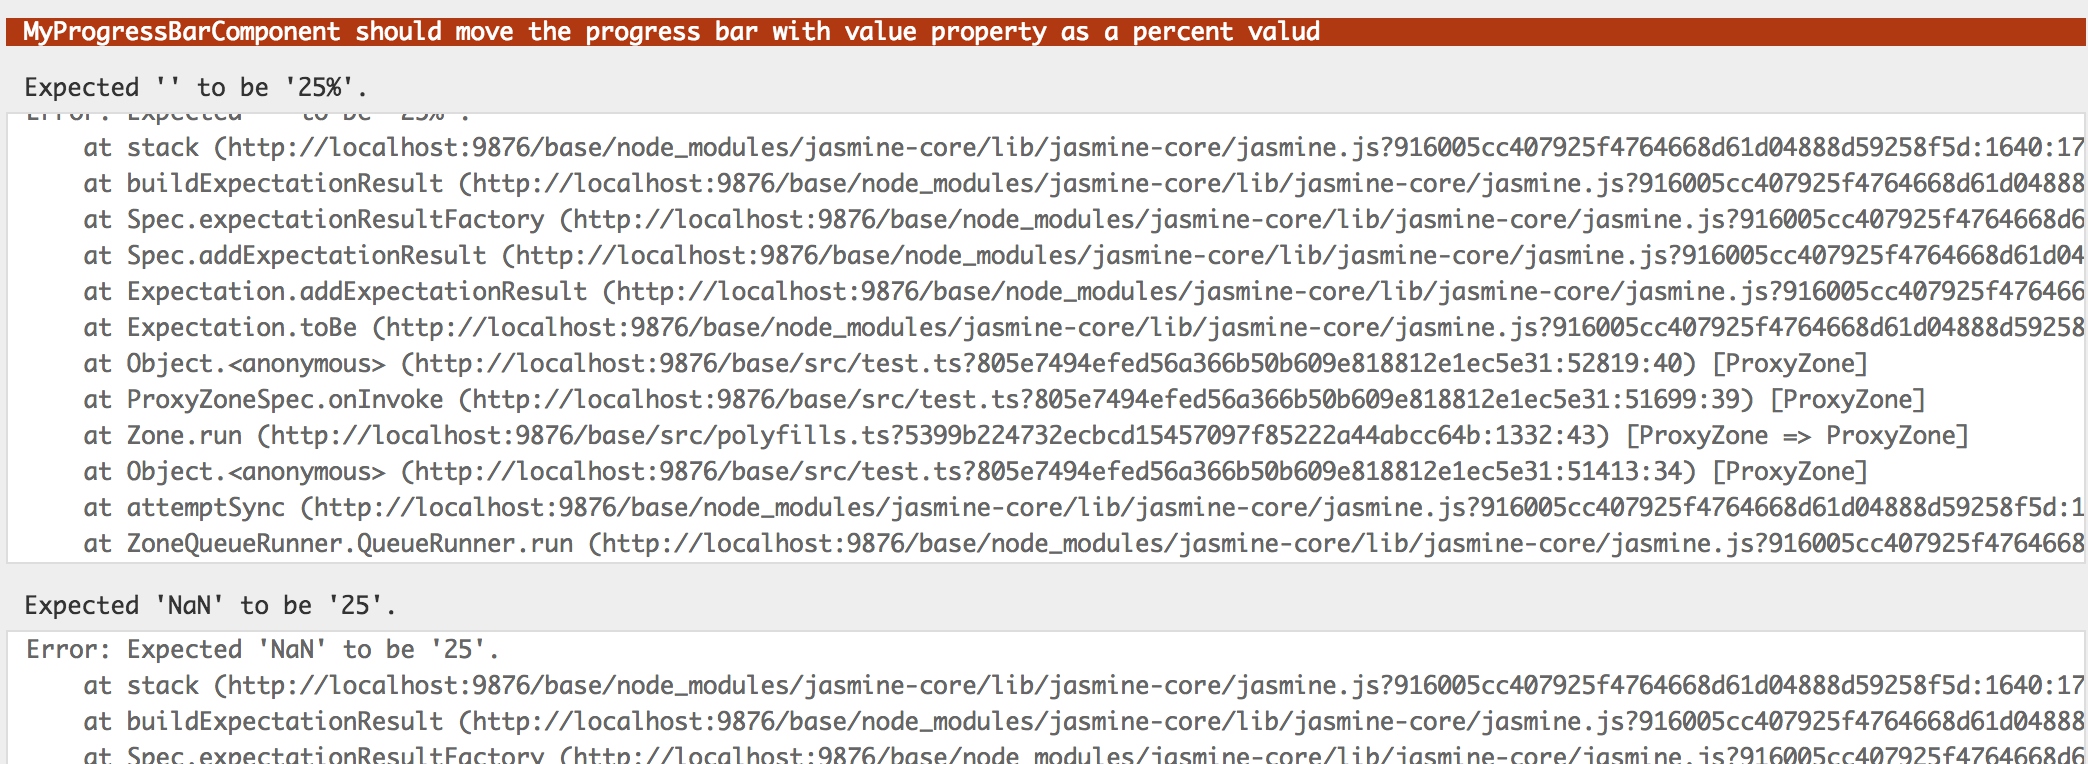 MyProgressBarComponent should move the progress bar with value property as a percent valud
Expected '' to be '25%'.
Error: Expected '' to be '25%'.
at stack (http://localhost:9876/base/node_modules/jasmine-core/lib/jasmine-core/jasmine.js?916005cc407925f4764668d61d04888d59258f5d:1640:17
at buildExpectationResult (http://localhost:9876/base/node_modules/jasmine-core/lib/jasmine-core/jasmine.js?916005cc407925f4764668d61d04888
at Spec.expectationResultFactory (http://localhost:9876/base/node_modules/jasmine-core/lib/jasmine-core/jasmine.js?916005cc407925f4764668d6
at Spec.addExpectationResult (http://localhost:9876/base/node_modules/jasmine-core/lib/jasmine-core/jasmine.js?916005cc407925f4764668d61d04
at Expectation.addExpectationResult (http://localhost:9876/base/node_modules/jasmine-core/lib/jasmine-core/jasmine.js?916005cc407925f476466
at Expectation.toBe (http://localhost:9876/base/node_modules/jasmine-core/lib/jasmine-core/jasmine.js?916005cc407925f4764668d61d04888d59258
at Object.<anonymous> (http://localhost:9876/base/src/test.ts?805e7494efed56a366b50b609e818812e1ec5e31:52819:40) [ProxyZone]
at ProxyZoneSpec.onInvoke (http://localhost:9876/base/src/test.ts?805e7494efed56a366b50b609e818812e1ec5e31:51699:39) [ProxyZone]
at Zone.run (http://localhost:9876/base/src/polyfills.ts?5399b224732ecbcd15457097f85222a44abcc64b:1332:43) [ProxyZone => ProxyZone]
at Object.<anonymous> (http://localhost:9876/base/src/test.ts?805e7494efed56a366b50b609e818812e1ec5e31:51413:34) [ProxyZone]
at attemptSync (http://localhost:9876/base/node_modules/jasmine-core/lib/jasmine-core/jasmine.js?916005cc407925f4764668d61d04888d59258f5d:1
at ZoneQueueRunner.QueueRunner.run (http://localhost:9876/base/node_modules/jasmine-core/lib/jasmine-core/jasmine.js?916005cc407925f4764668
Expected 'NaN' to be '25'.
Error: Expected 'NaN' to be '25'.
at stack (http://localhost:9876/base/node_modules/jasmine-core/lib/jasmine-core/jasmine.js?916005cc407925f4764668d61d04888d59258f5d:1640:17
at buildExpectationResult (http://localhost:9876/base/node_modules/jasmine-core/lib/jasmine-core/jasmine.js?916005cc407925f4764668d61d04888
at Spec.expectationResultFactory (http://localhost:9876/base/node_modules/jasmine-core/lib/jasmine-core/jasmine.js?916005cc407925f4764668d6